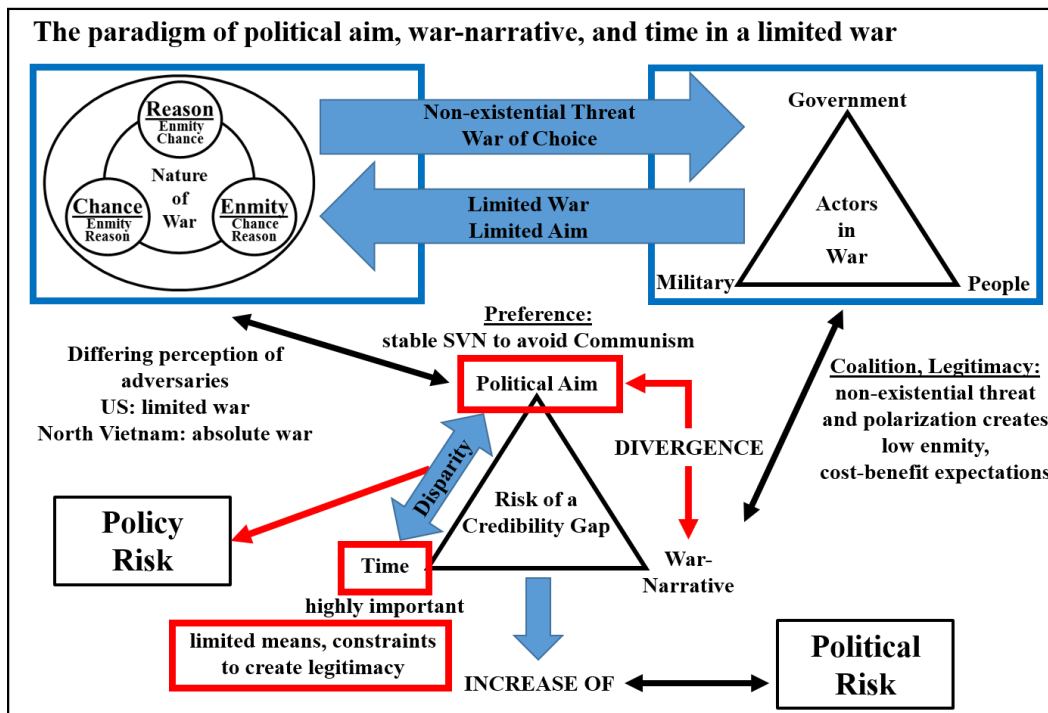 The paradigm of political aim, war-narrative, and time in a limited war
Reason
Enmity
Chance
Nature
of
War
Chance
Enmity
Reason
Enmity
Chance
Reason
Non-existential Threat
War of Choice
Limited War
Limited Aim
Government
Actors
in
War
Military
People
Preference:
stable SVN to avoid Communism
Differing perception of
adversaries
US: limited war
North Vietnam: absolute war
Political Aim
Coalition, Legitimacy:
non-existential threat
and polarization creates
low enmity,
cost-benefit expectations
DIVERGENCE
Disparity
Risk of a
Credibility Gap
Policy
Risk
Time
War-
Narrative
highly important
limited means, constraints
to create legitimacy
INCREASE OF
Political
Risk